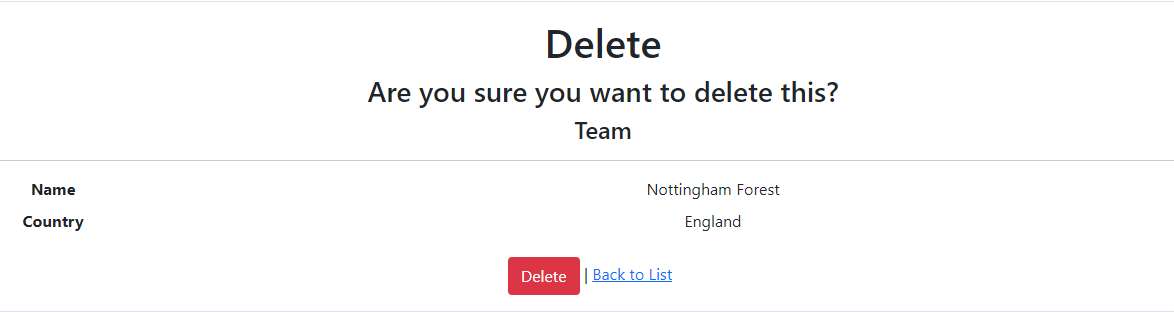 Delete
Are you sure you want to delete this?
Team
Name Nottingham Forest
Country England
Delete | Back to List